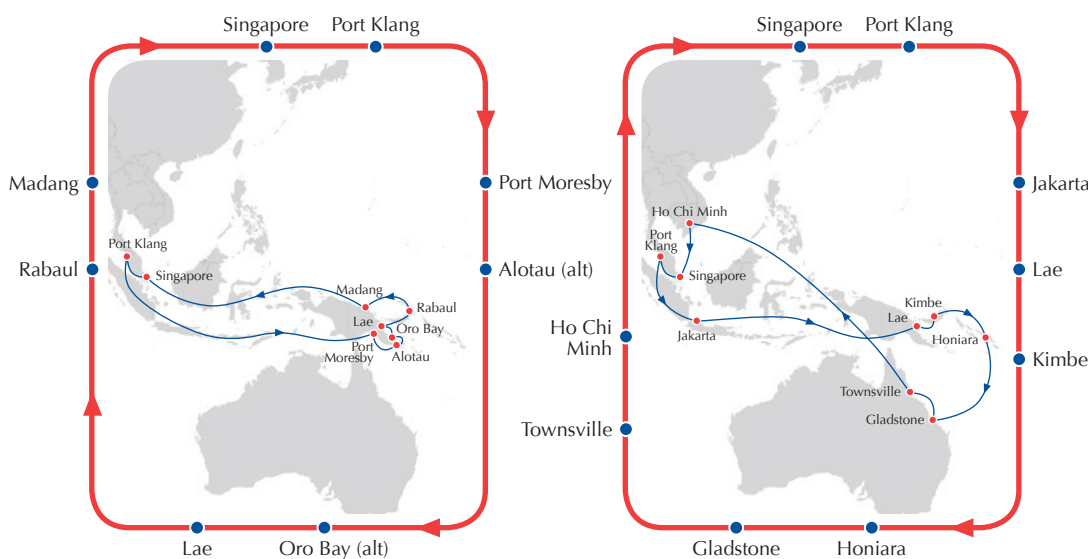 Singapore
Port Klang
Madang
Rabaul
Port Moresby
Alotau (alt)
Lae
Oro Bay (alt)
Port Klang
Singapore
Madang
Rabaul
Lae
Oro Bay
Port
Moresby
Alotau
Singapore
Port Klang
Jakarta
Lae
Kimbe
Ho Chi
Minh
Townsville
Gladstone
Honiara
Ho Chi Minh
Port
Klang
Singapore
Jakarta
Kimbe
Lae
Honiara
Townsville
Gladstone